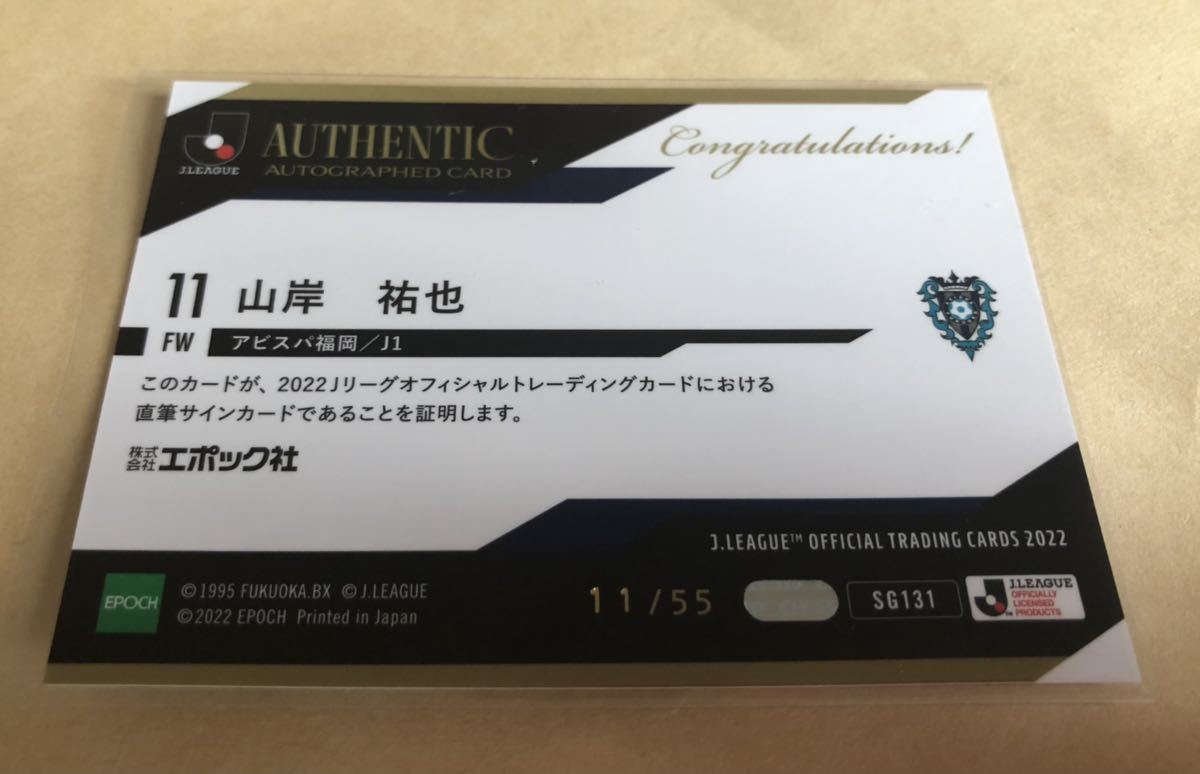 J.LEAGUE
AUTHENTIC
AUTOGRAPHED CARD
Congratulations!
11 山岸 祐也
FW アビスパ福岡/J1
このカードが、2022Jリーグオフィシャルトレーディングカードにおける
直筆サインカードであることを証明します。
株式会社エポック社
J.LEAGUE™ OFFICIAL TRADING CARDS 2022
EPOCH
©1995 FUKUOKA.BX ©J.LEAGUE
©2022 EPOCH Printed in Japan
11/55
SG131
J.LEAGUE
OFFICIALLY
LICENSED
PRODUCTS